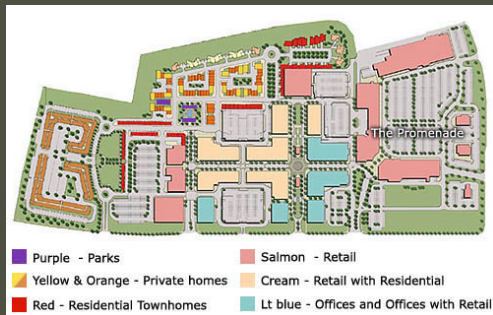 The Promenade
Purple - Parks
Salmon - Retail
Yellow & Orange - Private homes
Cream - Retail with Residential
Red - Residential Townhomes
Lt blue - Offices and Offices with Retail